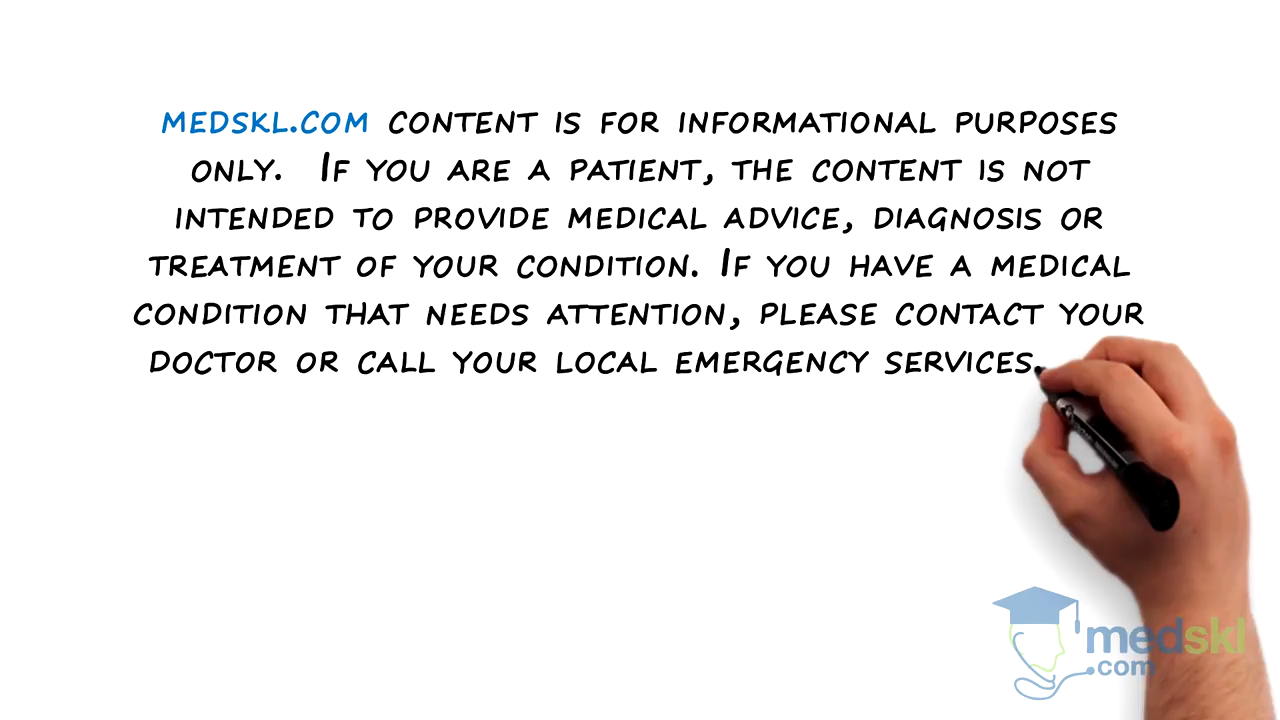 MEDSKL.COM CONTENT IS FOR INFORMATIONAL PURPOSES
ONLY. IF YOU ARE A PATIENT, THE CONTENT IS NOT
INTENDED TO PROVIDE MEDICAL ADVICE, DIAGNOSIS OR
TREATMENT OF YOUR CONDITION. IF YOU HAVE A MEDICAL
CONDITION THAT NEEDS ATTENTION, PLEASE CONTACT YOUR
DOCTOR OR CALL YOUR LOCAL EMERGENCY SERVICES.
medskl
.com